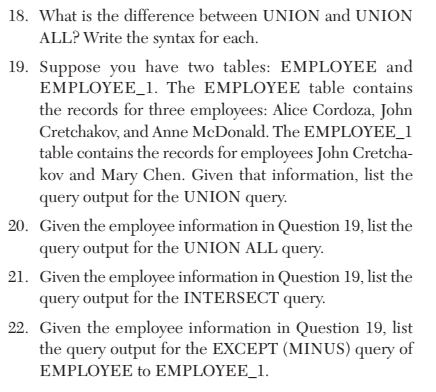 18. What is the difference between UNION and UNION
ALL? Write the syntax for each.
19. Suppose you have two tables: EMPLOYEE and
EMPLOYEE_1. The EMPLOYEE table contains
the records for three employees: Alice Cordoza, John
Cretchakov, and Anne McDonald. The EMPLOYEE_1
table contains the records for employees John Cretcha-
kov and Mary Chen. Given that information, list the
query output for the UNION query.
20. Given the employee information in Question 19, list the
query output for the UNION ALL query.
21. Given the employee information in Question 19, list the
query output for the INTERSECT query.
22. Given the employee information in Question 19, list
the query output for the EXCEPT (MINUS) query of
EMPLOYEE to EMPLOYEE_1.